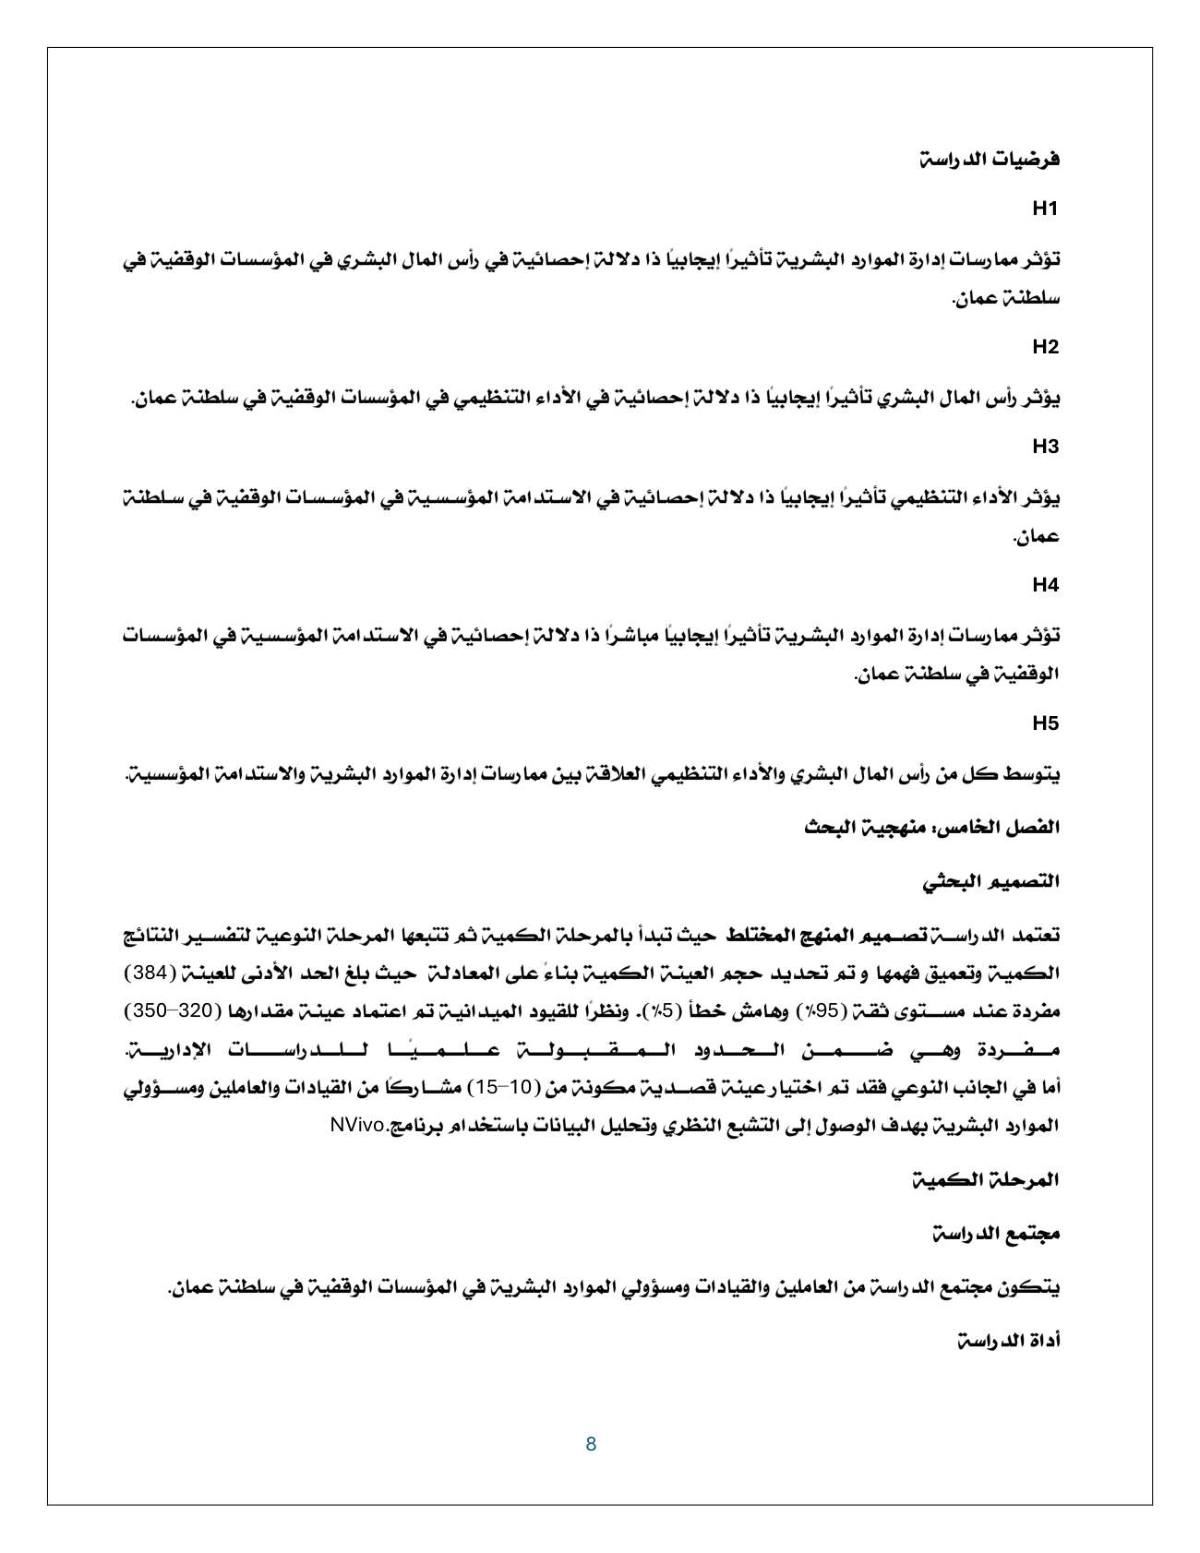 فرضيات الدراسة
H1
تؤثر ممارسات إدارة الموارد البشرية تأثيرًا إيجابيًا ذا دلالة إحصائية في رأس المال البشري في المؤسسات الوقفية في
سلطنة عمان.
H2
يؤثر رأس المال البشري تأثيرًا إيجابيًا ذا دلالة إحصائية في الأداء التنظيمي في المؤسسات الوقفية في سلطنة عمان.
H3
يؤثر الأداء التنظيمي تأثيرًا إيجابيًا ذا دلالة إحصائية في الاستدامة المؤسسية في المؤسسات الوقفية في سلطنة
عمان.
H4
تؤثر ممارسات إدارة الموارد البشرية تأثيرًا إيجابيًا مباشرًا ذا دلالة إحصائية في الاستدامة المؤسسية في المؤسسات
الوقفية في سلطنة عمان.
H5
يتوسط كل من رأس المال البشري والأداء التنظيمي العلاقة بين ممارسات إدارة الموارد البشرية والاستدامة المؤسسية.
الفصل الخامس: منهجية البحث
التصميم البحثي
تعتمد الدراسة تصميم المنهج المختلط حيث تبدأ بالمرحلة الكمية ثم تتبعها المرحلة النوعية لتفسير النتائج
الكمية وتعميق فهمها و تم تحديد حجم العينة الكمية بناءً على المعادلة حيث بلغ الحد الأدنى للعينة (384)
مفردة عند مستوى ثقة (95%) وهامش خطأ (5%). ونظرًا للقيود الميدانية تم اعتماد عينة مقدارها (320–350)
مفردة وهي ضمن الحدود المقبولة علميًا للدراسات الإدارية.
أما في الجانب النوعي فقد تم اختيار عينة قصدية مكونة من (10–15) مشاركًا من القيادات والعاملين ومسؤولي
الموارد البشرية بهدف الوصول إلى التشبع النظري وتحليل البيانات باستخدام برنامج.NVivo
المرحلة الكمية
مجتمع الدراسة
يتكون مجتمع الدراسة من العاملين والقيادات ومسؤولي الموارد البشرية في المؤسسات الوقفية في سلطنة عمان.
أداة الدراسة
8